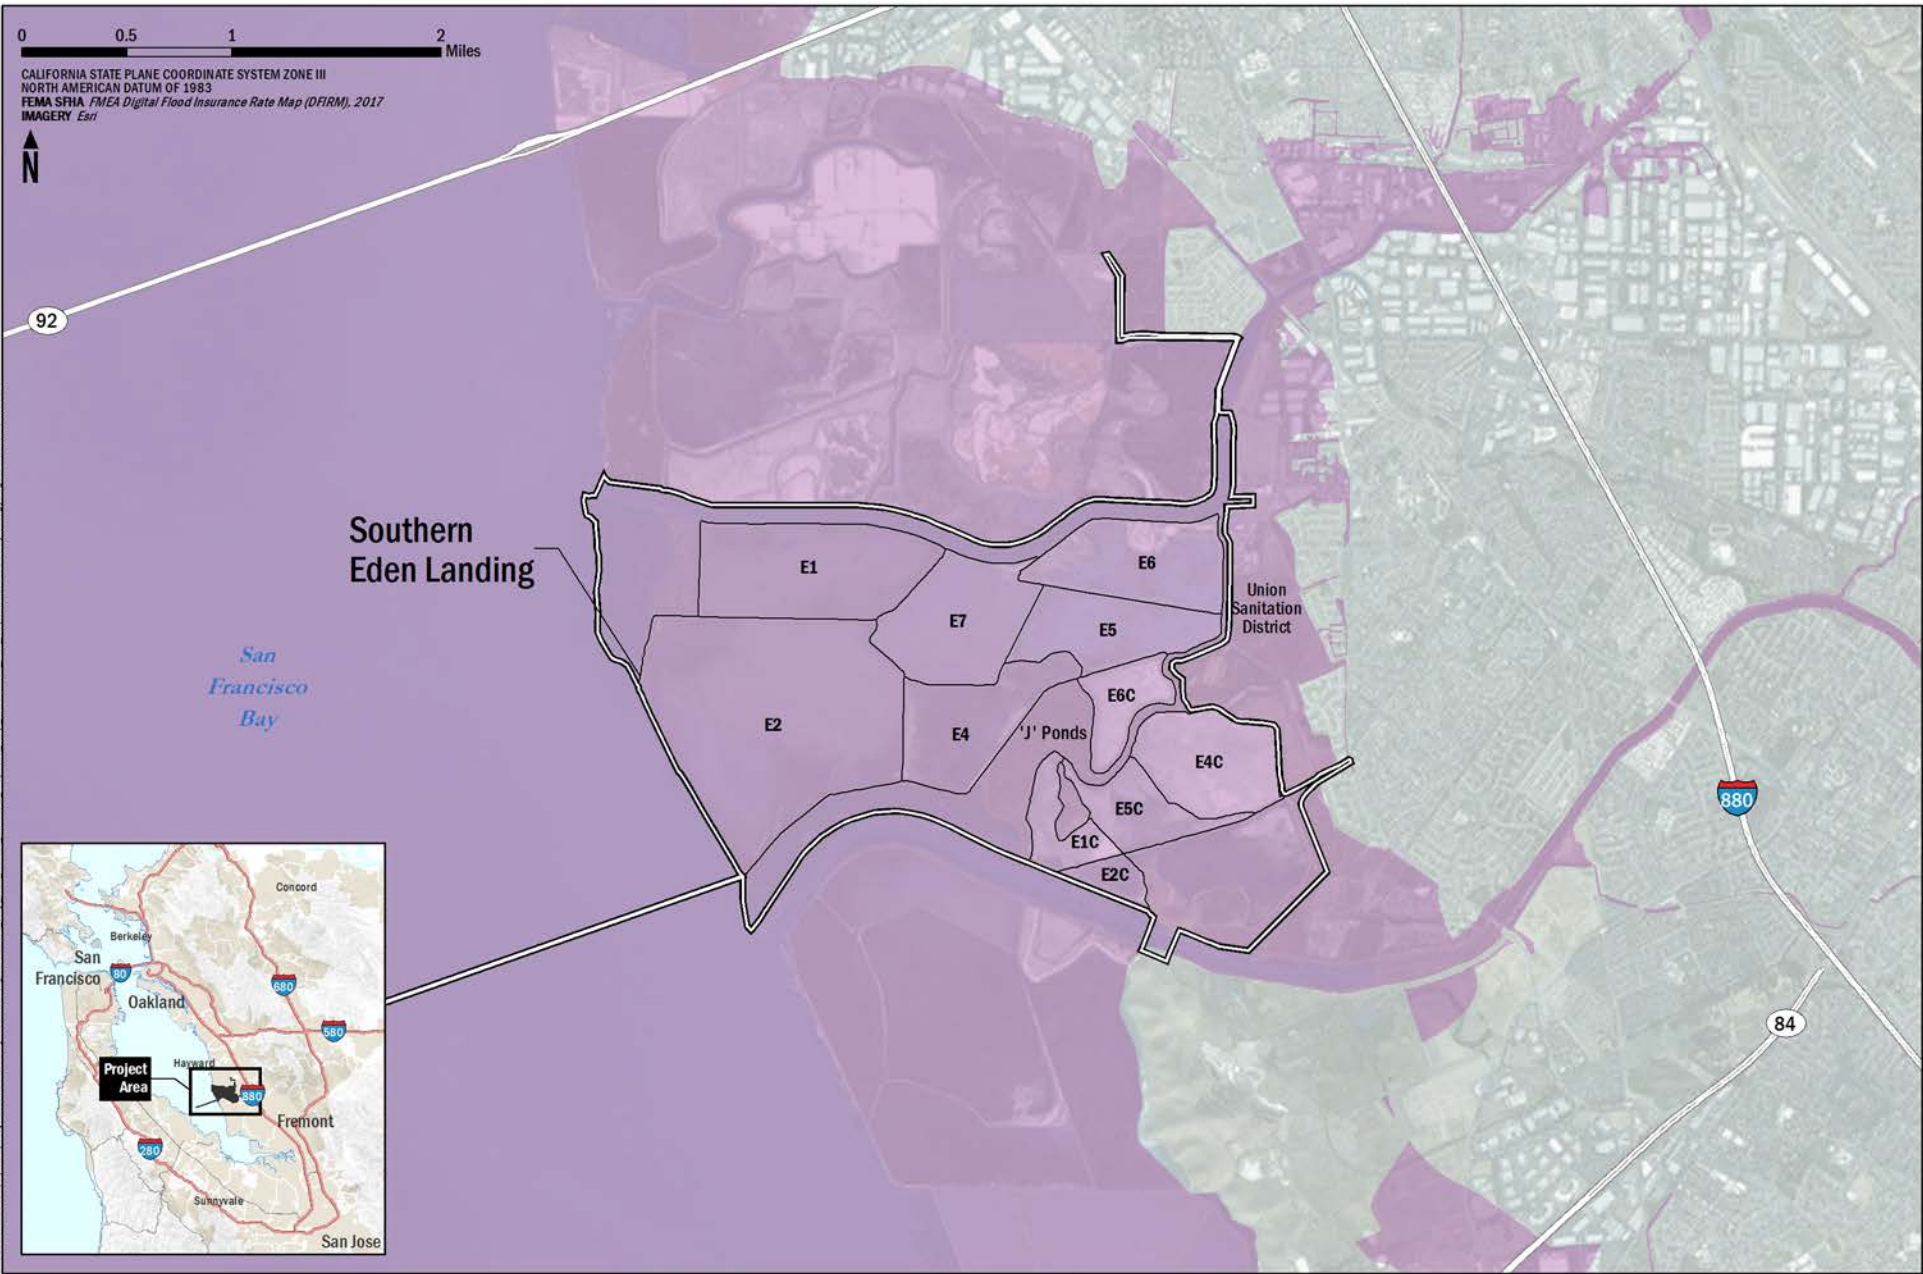 0 0.5 1 2
Miles
CALIFORNIA STATE PLANE COORDINATE SYSTEM ZONE III
NORTH AMERICAN DATUM OF 1983
FEMA SFHA FMEA Digital Flood Insurance Rate Map (DFIRM), 2017
IMAGERY Esri
N
92
Southern
Eden Landing
E1
E6
E7
E5
Union
Sanitation
District
San
Francisco
Bay
E2
E4
'J' Ponds
E6C
E4C
E5C
E1C
E2C
880
84
Concord
Berkeley
San
Francisco
80
Oakland
680
580
Hayward
Project
Area
880
Fremont
280
Sunnyvale
San Jose